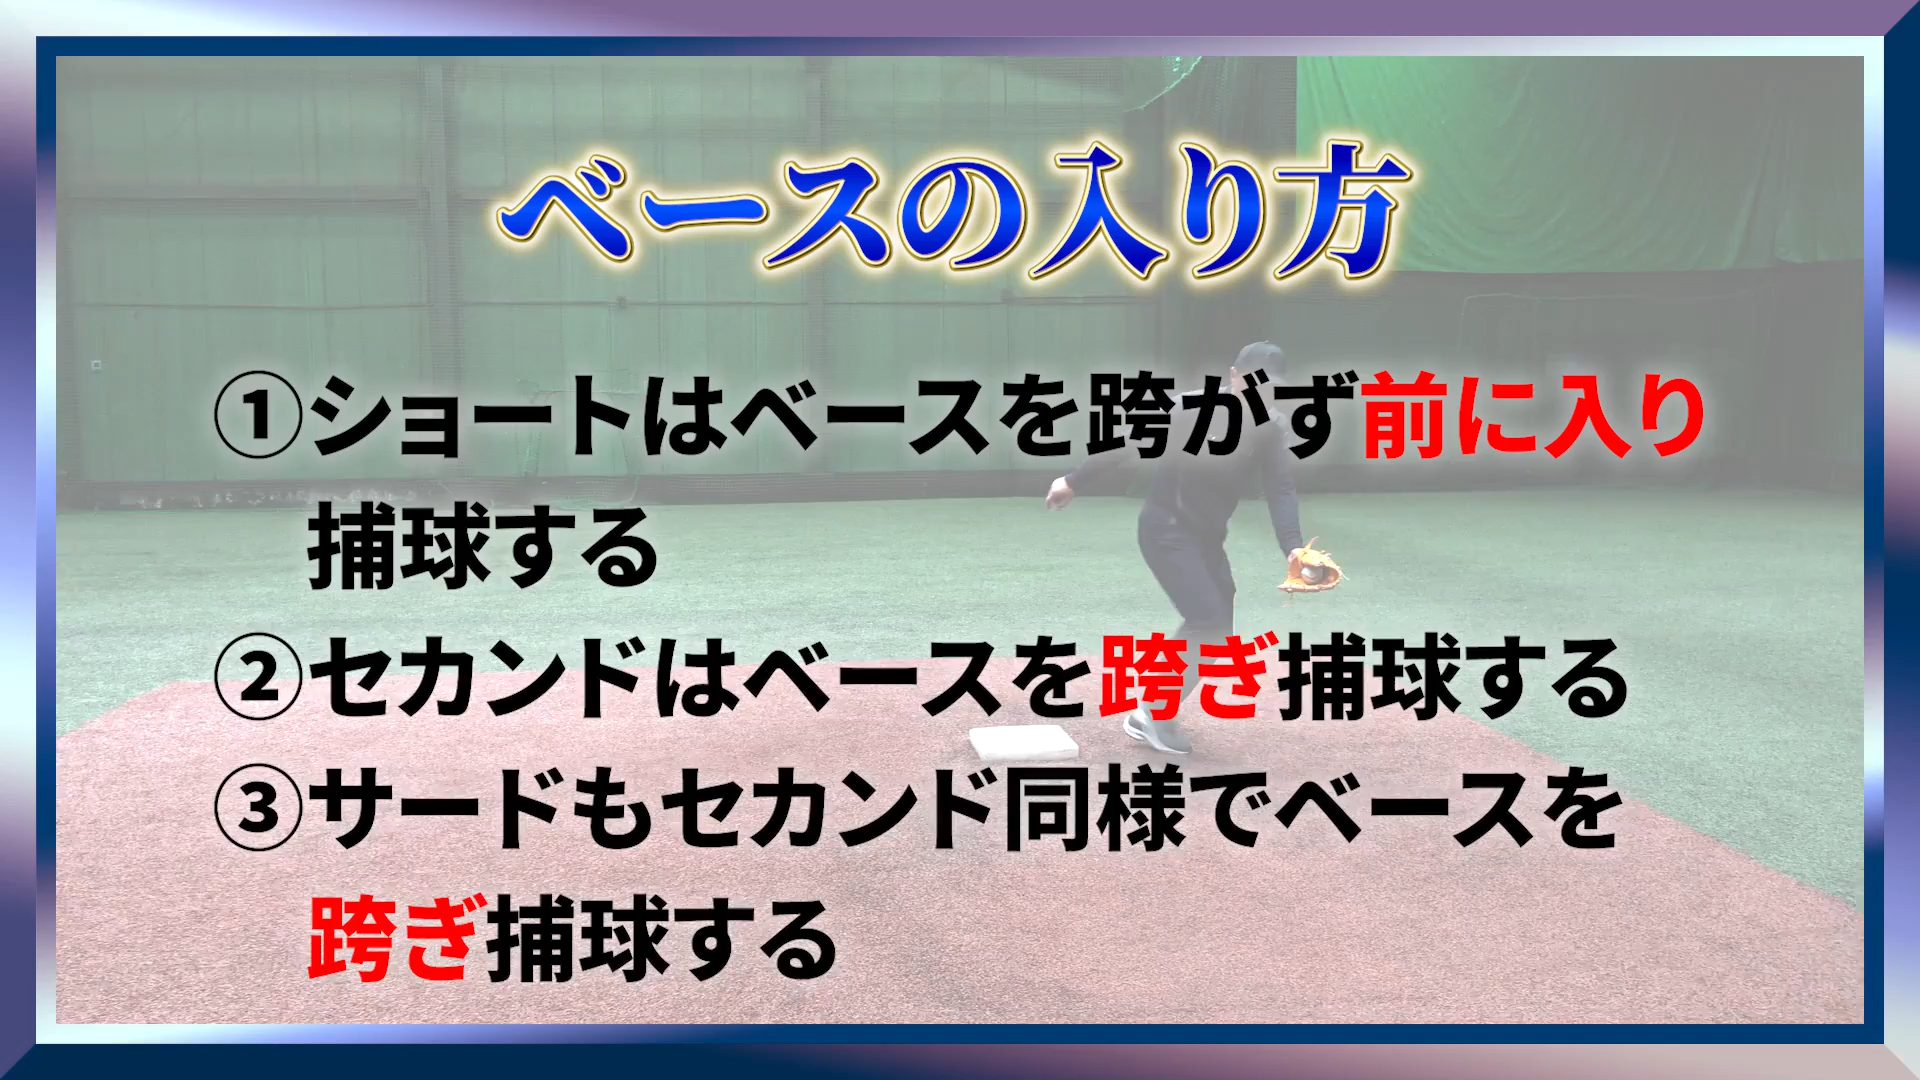 ベースの入り方
①ショートはベースを跨がず前に入り
捕球する
②セカンドはベースを跨ぎ捕球する
③サードもセカンド同様でベースを
跨ぎ捕球する